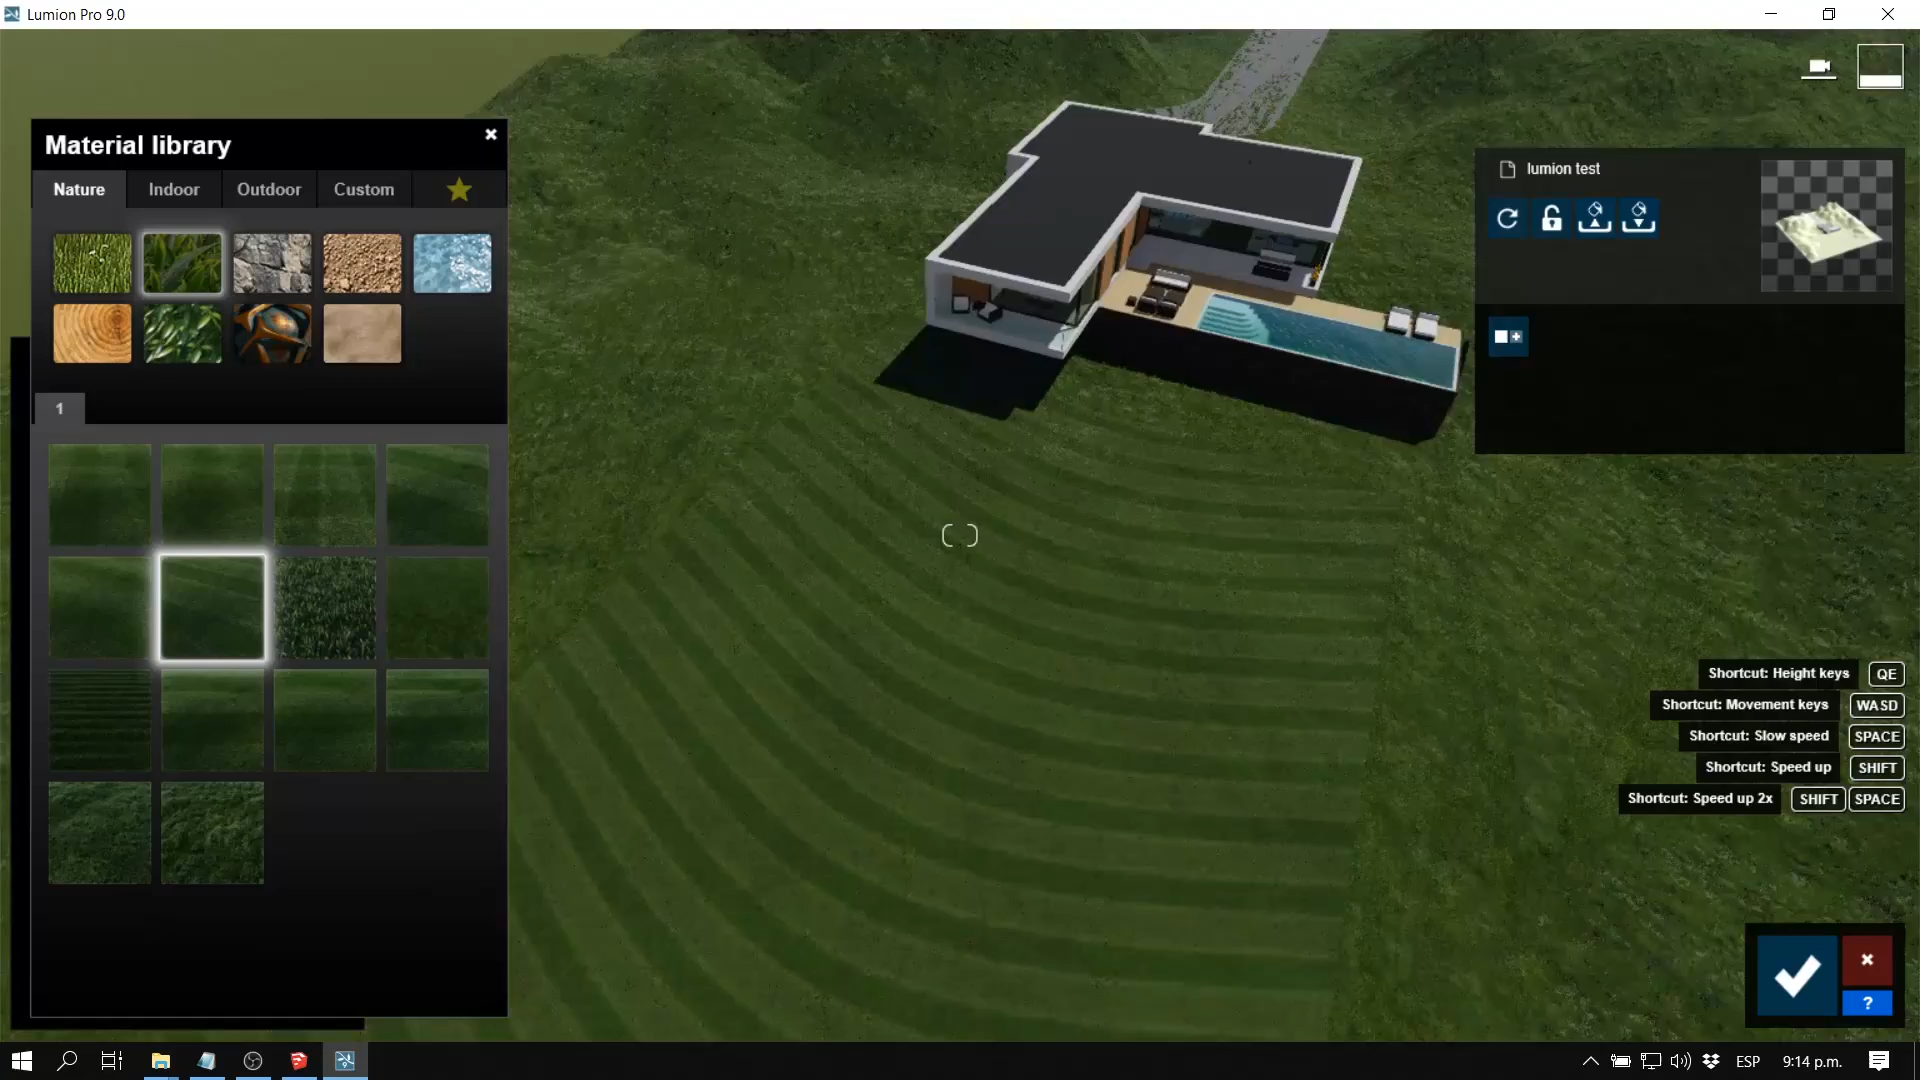 Lumion Pro 9.0
Material library
Nature
Indoor
Outdoor
Custom
1
lumion test
Shortcut: Height keys
QE
Shortcut: Movement keys
WASD
Shortcut: Slow speed
SPACE
Shortcut: Speed up
SHIFT
Shortcut: Speed up 2x
SHIFT
SPACE
?
ESP
9:14 p.m.